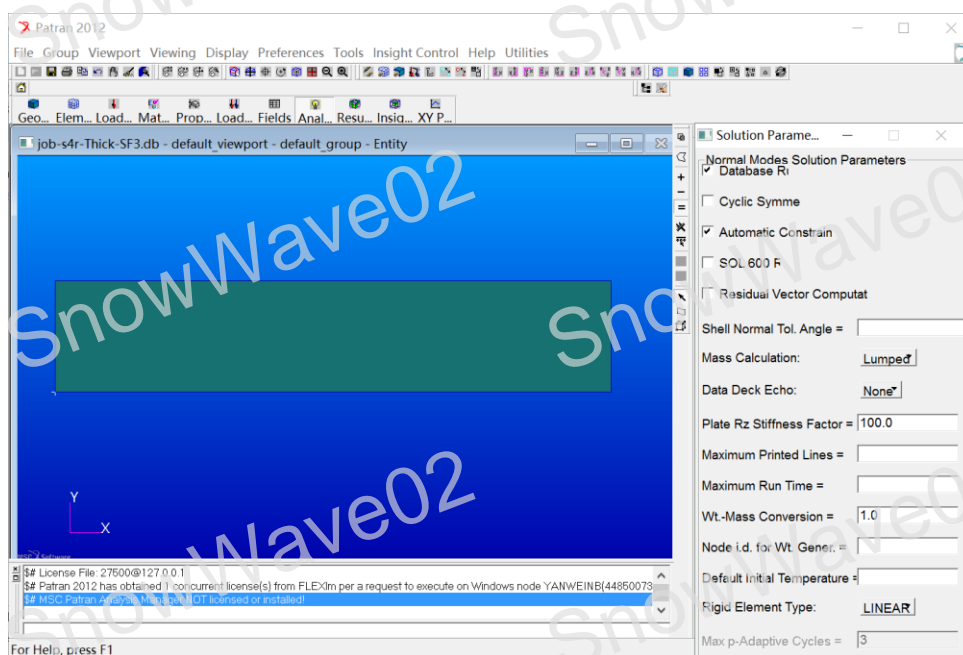 Patran 2012
File Group Viewport Viewing Display Preferences Tools Insight Control Help Utilities
Geo... Elem... Load... Mat... Prop... Load... Fields Anal... Resu... Insig... XY P...
job-s4r-Thick-SF3.db - default_viewport - default_group - Entity
Y
X
MSC Software
$# License File: 27500@127.0.0.1
$# Patran 2012 has obtained 1 concurrent license(s) from FLEXlm per a request to execute on Windows node YANWEINB(44850073
$# MSC.Patran Analysis Manager NOT licensed or installed!
For Help, press F1
Solution Parame...
Normal Modes Solution Parameters
Database Ru
Cyclic Symme
Automatic Constrain
SOL 600 R
Residual Vector Computat
Shell Normal Tol. Angle =
Mass Calculation: Lumped
Data Deck Echo: None
Plate Rz Stiffness Factor = 100.0
Maximum Printed Lines =
Maximum Run Time =
Wt.-Mass Conversion = 1.0
Node i.d. for Wt. Gener. =
Default Initial Temperature =
Rigid Element Type: LINEAR
Max p-Adaptive Cycles = 3
SnowWave02
SnowWave02
SnowWave02
SnowWave02